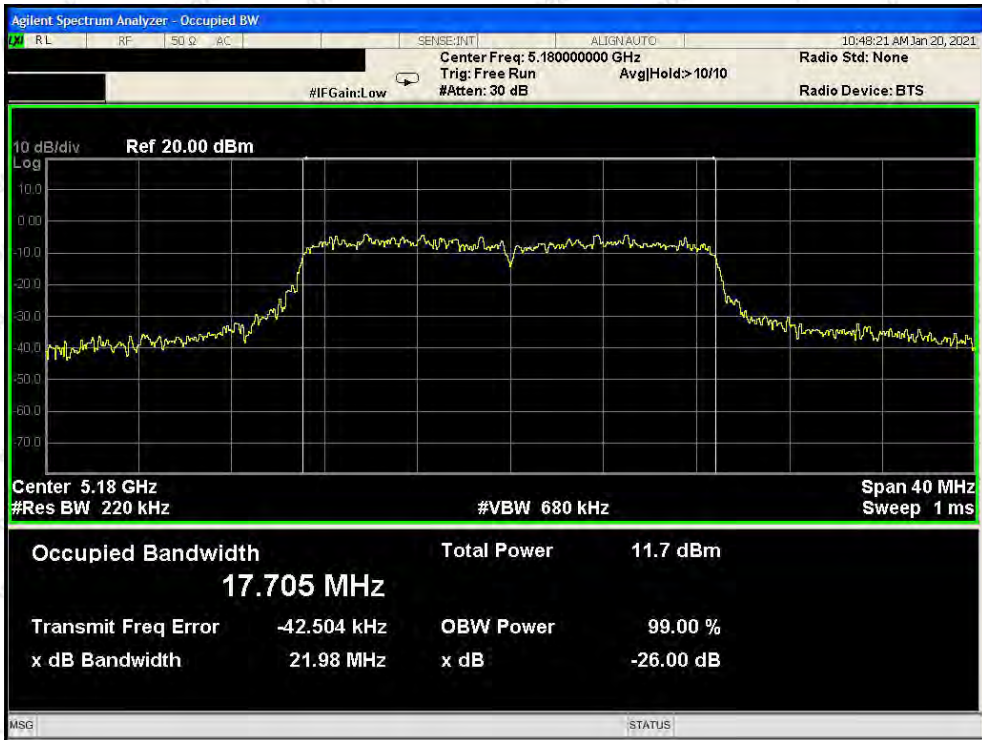 Agilent Spectrum Analyzer - Occupied BW
LXI RL RF 50 Ω AC SENSE:INT ALIGNAUTO 10:48:21 AM Jan 20, 2021
Center Freq: 5.180000000 GHz Radio Std: None
Trig: Free Run Avg|Hold:>10/10
#IFGain:Low #Atten: 30 dB Radio Device: BTS
10 dB/div Ref 20.00 dBm
Log
10.0
0.00
-10.0
-20.0
-30.0
-40.0
-50.0
-60.0
-70.0
Center 5.18 GHz Span 40 MHz
#Res BW 220 kHz #VBW 680 kHz Sweep 1 ms
Occupied Bandwidth Total Power 11.7 dBm
17.705 MHz
Transmit Freq Error -42.504 kHz OBW Power 99.00 %
x dB Bandwidth 21.98 MHz x dB -26.00 dB
MSG STATUS